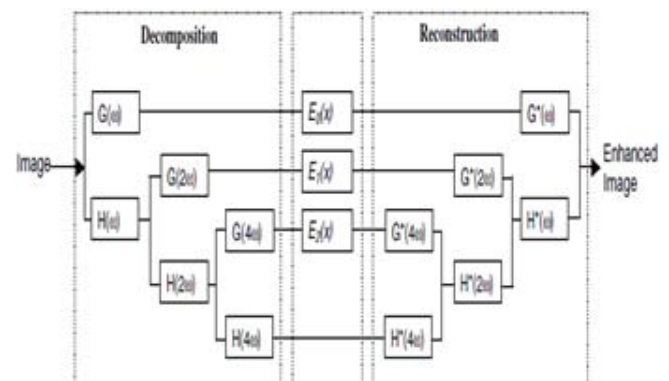 Decomposition
Reconstruction
G(ω)
E₀(x)
G*(ω)
Image
G(2ω)
E₁(x)
G*(2ω)
Enhanced
Image
H(ω)
G(4ω)
E₂(x)
G*(4ω)
H*(ω)
H(2ω)
H*(2ω)
H(4ω)
H*(4ω)